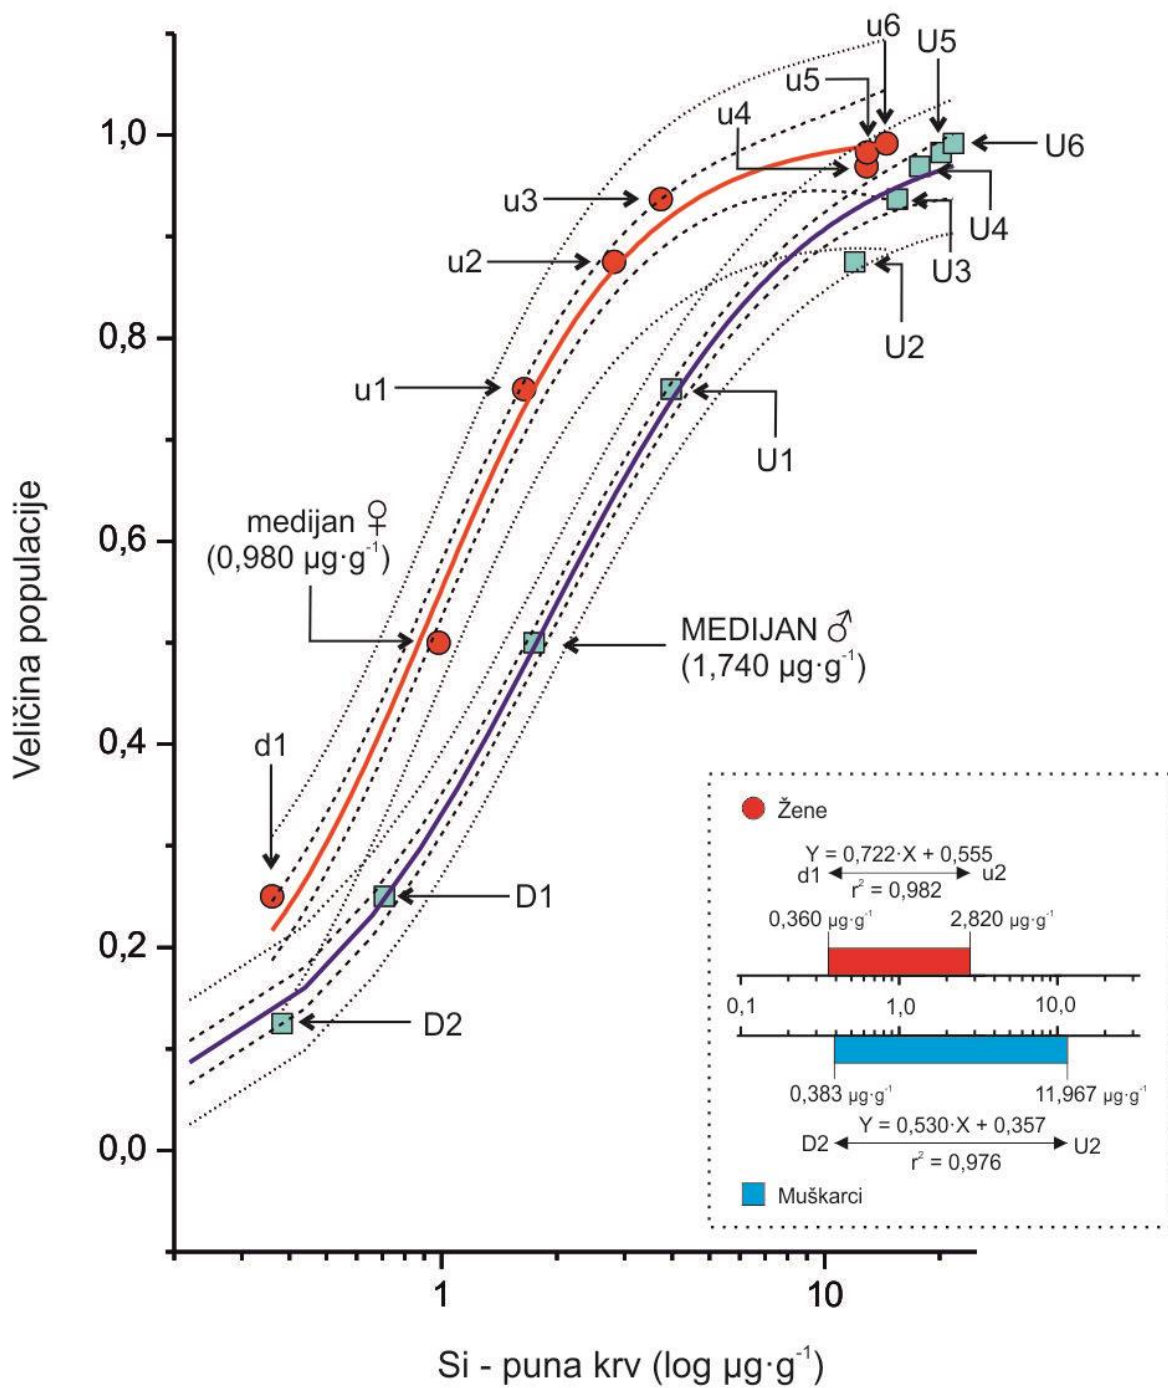 u6
U5
u5
u4
1,0
U6
u3
U4
u2
U3
0,8
U2
u1
U1
medijan ♀
(0,980 µg·g⁻¹)
0,6
MEDIJAN ♂
(1,740 µg·g⁻¹)
Veličina populacije
0,4
d1
Žene
Y = 0,722·X + 0,555
d1 u2
r² = 0,982
D1
0,360 µg·g⁻¹ 2,820 µg·g⁻¹
0,2
0,1 1,0 10,0
D2
0,383 µg·g⁻¹ 11,967 µg·g⁻¹
Y = 0,530·X + 0,357
D2 U2
r² = 0,976
0,0
Muškarci
1 10
Si - puna krv (log µg·g⁻¹)